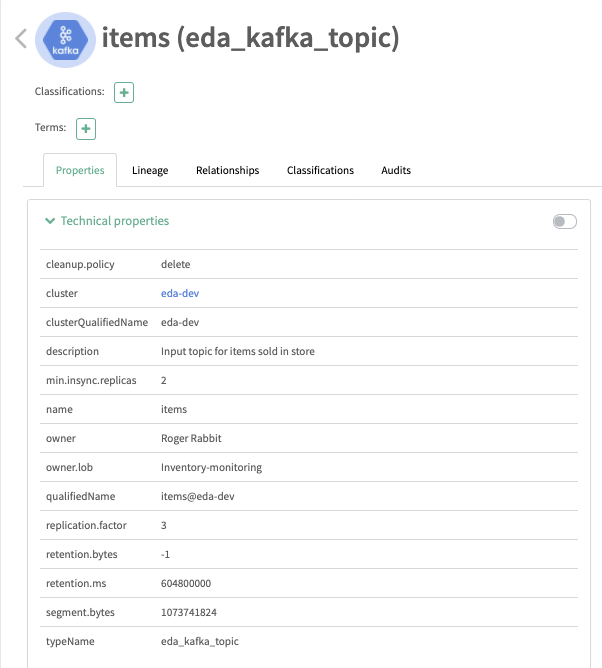 kafka
items (eda_kafka_topic)
Classifications: +
Terms: +
Properties Lineage Relationships Classifications Audits
Technical properties
cleanup.policy delete
cluster eda-dev
clusterQualifiedName eda-dev
description Input topic for items sold in store
min.insync.replicas 2
name items
owner Roger Rabbit
owner.lob Inventory-monitoring
qualifiedName items@eda-dev
replication.factor 3
retention.bytes -1
retention.ms 604800000
segment.bytes 1073741824
typeName eda_kafka_topic